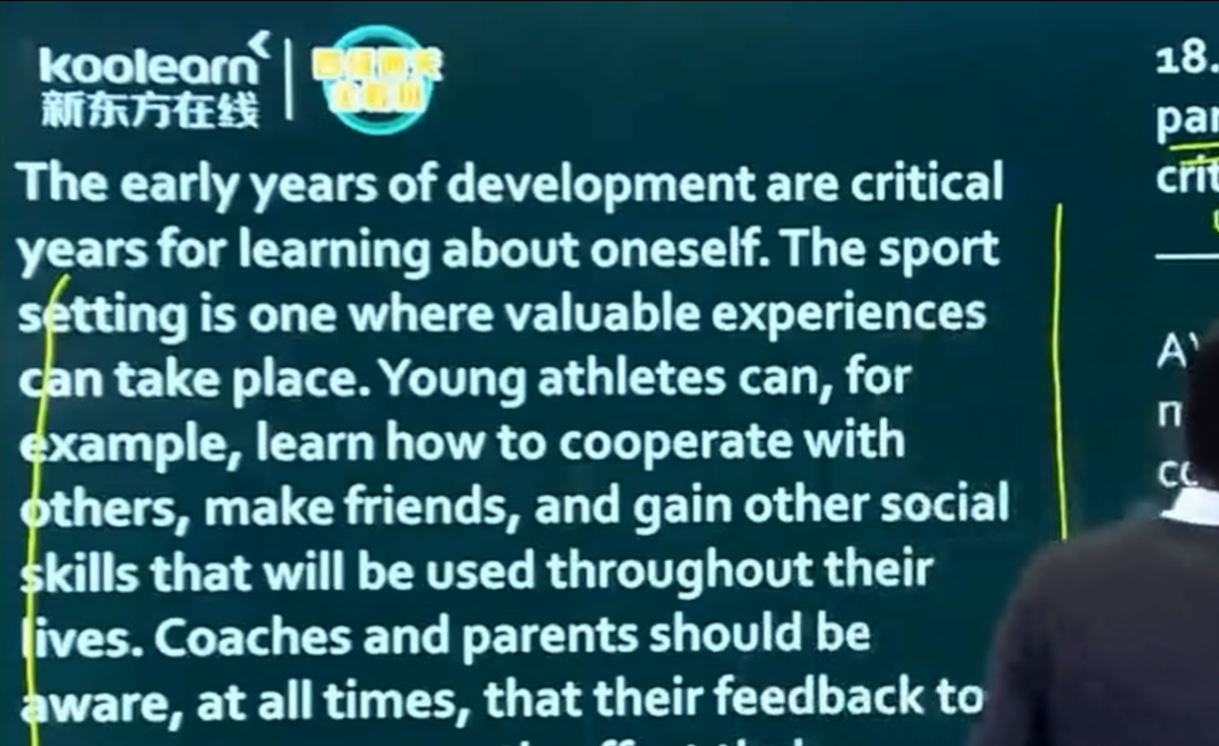 koolearn
新东方在线
The early years of development are critical
years for learning about oneself. The sport
setting is one where valuable experiences
can take place. Young athletes can, for
example, learn how to cooperate with
others, make friends, and gain other social
skills that will be used throughout their
lives. Coaches and parents should be
aware, at all times, that their feedback to
18.